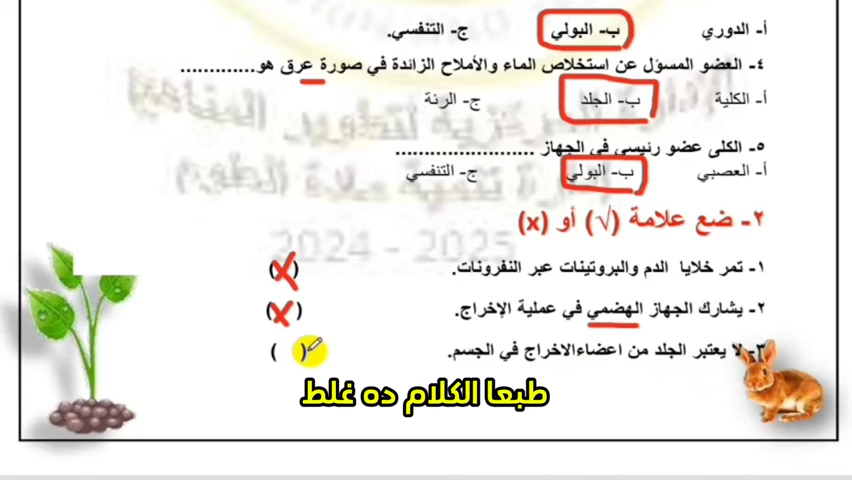 أ- الدوري ب- البولي ج- التنفسي.
٤- العضو المسؤل عن استخلاص الماء والأملاح الزائدة في صورة عرق هو.............
أ- الكلية ب- الجلد ج- الرئة
٥- الكلى عضو رئيسي في الجهاز .......................
أ- العصبي ب- البولي ج- التنفسي
٢- ضع علامة (√) أو (x)
١- تمر خلايا الدم والبروتينات عبر النفرونات. (X)
٢- يشارك الجهاز الهضمي في عملية الإخراج. (X)
٣- لا يعتبر الجلد من اعضاءالاخراج في الجسم. ( )
طبعا الكلام ده غلط
2024 - 2025